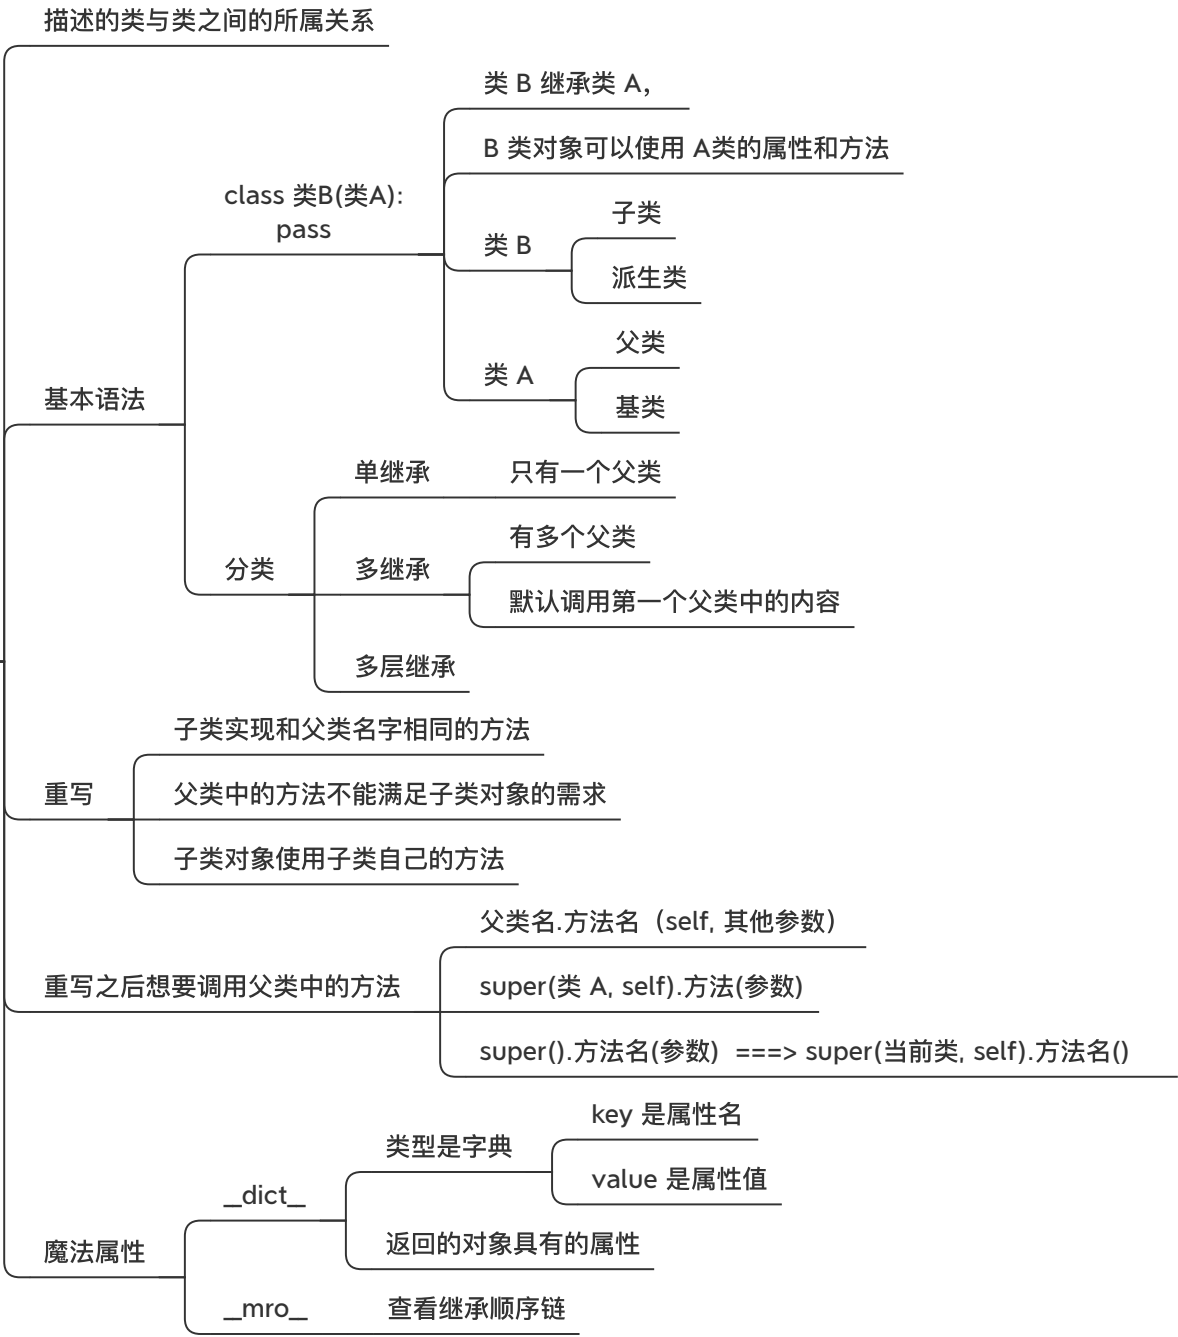 描述的类与类之间的所属关系
类 B 继承类 A，
B 类对象可以使用 A类的属性和方法
class 类B(类A):
pass
子类
类 B
派生类
父类
类 A
基类
基本语法
单继承
只有一个父类
有多个父类
分类
多继承
默认调用第一个父类中的内容
多层继承
子类实现和父类名字相同的方法
重写
父类中的方法不能满足子类对象的需求
子类对象使用子类自己的方法
父类名.方法名（self, 其他参数）
重写之后想要调用父类中的方法
super(类 A, self).方法(参数)
super().方法名(参数) ===> super(当前类, self).方法名()
key 是属性名
类型是字典
value 是属性值
__dict__
返回的对象具有的属性
魔法属性
__mro__
查看继承顺序链